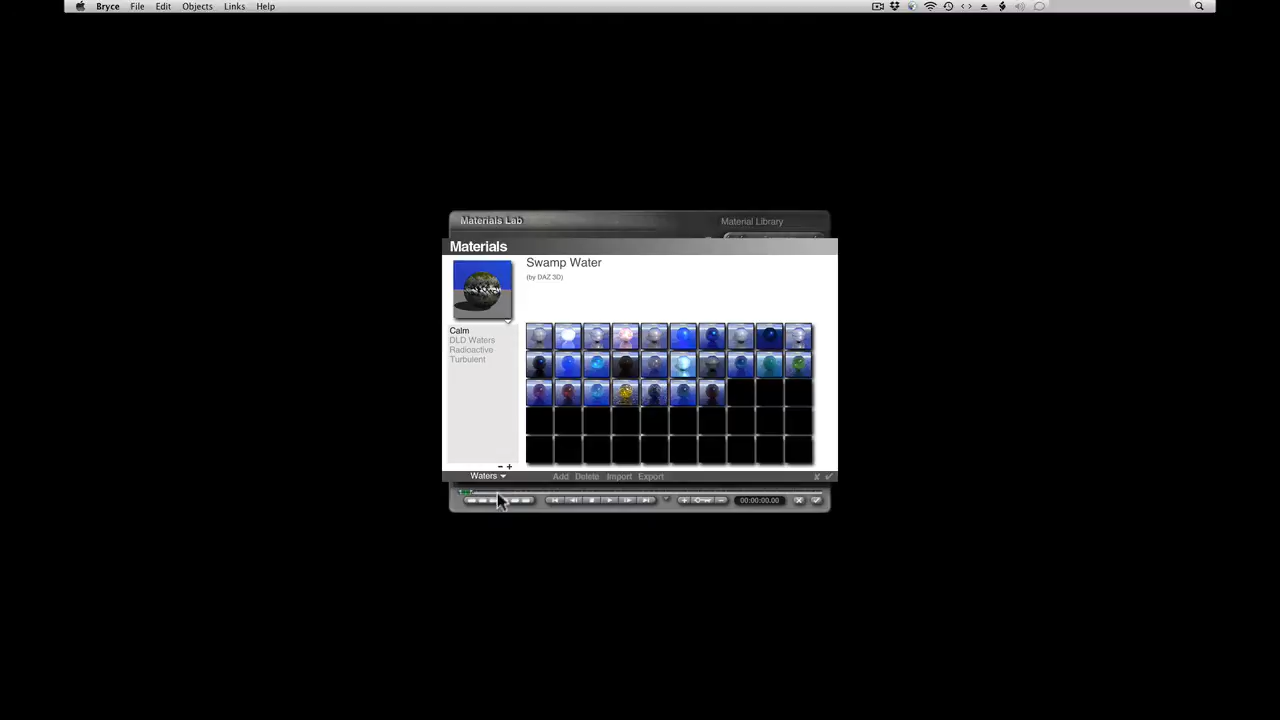 Bryce File Edit Objects Links Help
Materials Lab Material Library
Materials
Swamp Water
(by DAZ 3D)
Calm
DLD Waters
Radioactive
Turbulent
- +
Waters Add Delete Import Export
00:00:00.00